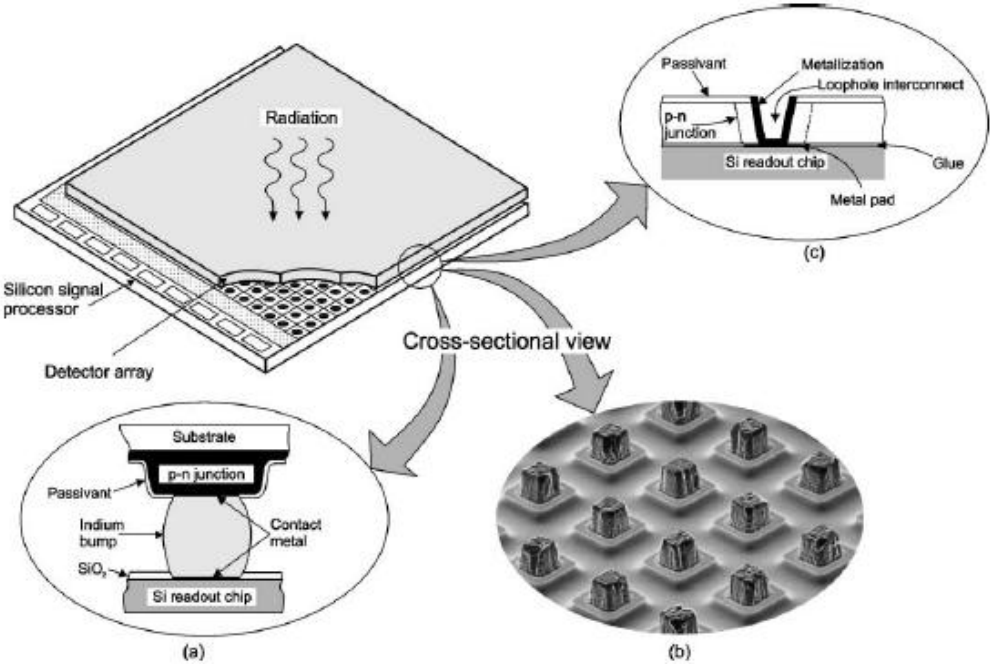 Radiation
Silicon signal
processor
Detector array
Cross-sectional view
Passivant
Metallization
Loophole interconnect
p-n
junction
Si readout chip
Glue
Metal pad
(c)
Substrate
p-n junction
Passivant
Indium
bump
Contact
metal
SiO₂
Si readout chip
(a)
(b)